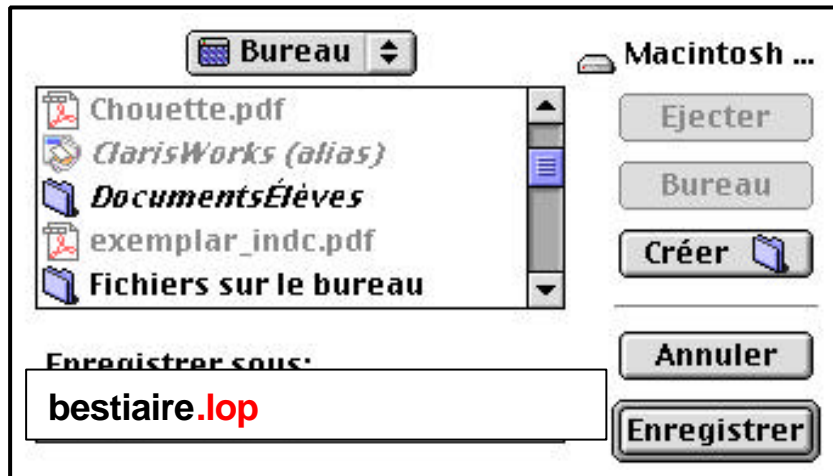 Bureau
Macintosh ...
Chouette.pdf
ClarisWorks (alias)
DocumentsÉlèves
exemplar_indc.pdf
Fichiers sur le bureau
Ejecter
Bureau
Créer
Enregistrer sous:
bestiaire.lop
Annuler
Enregistrer